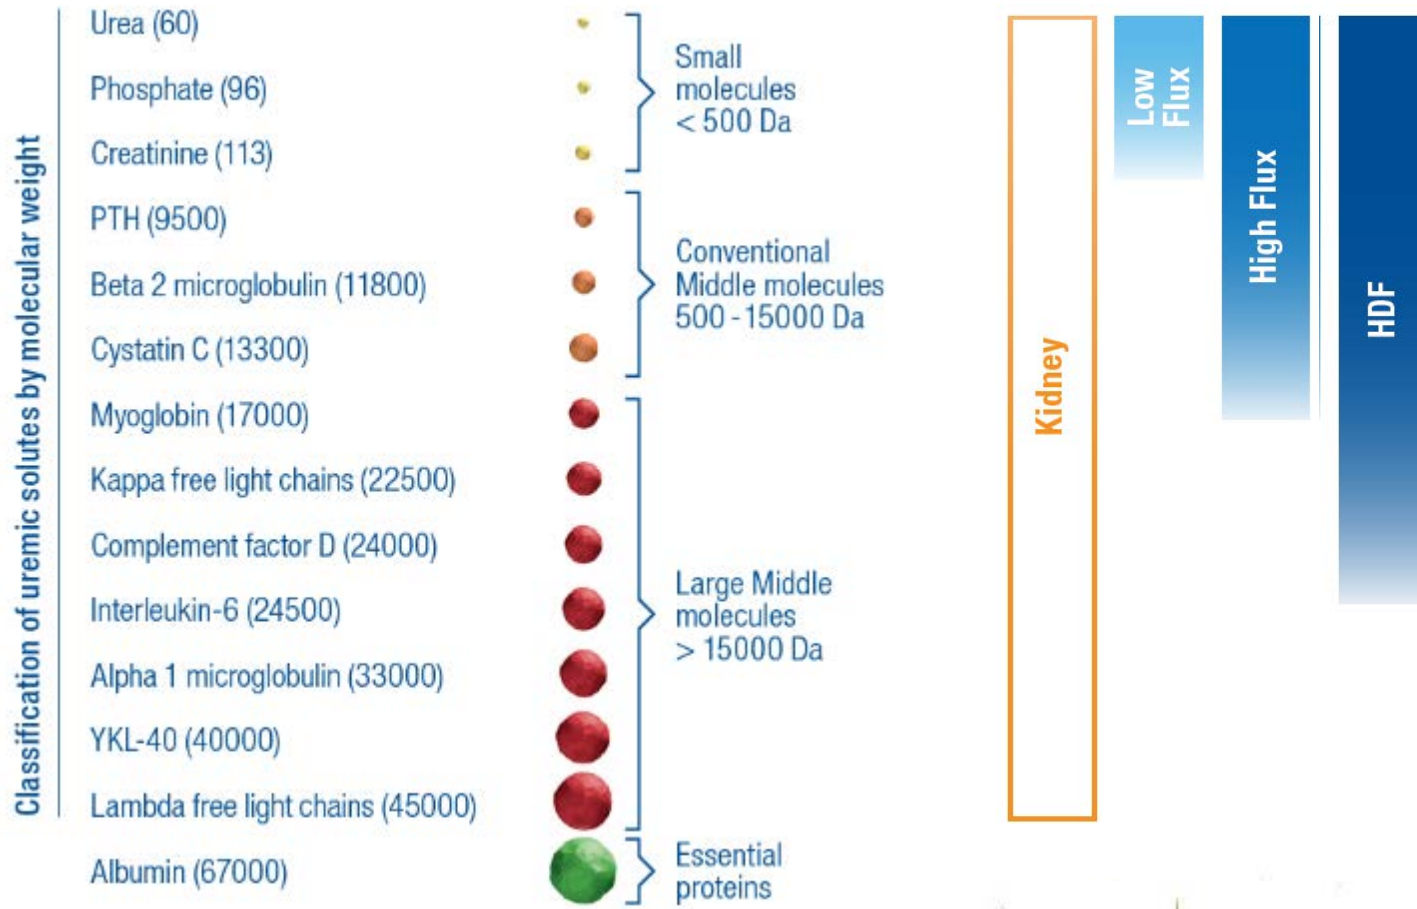 Classification of uremic solutes by molecular weight
Urea (60)
Phosphate (96)
Creatinine (113)
PTH (9500)
Beta 2 microglobulin (11800)
Cystatin C (13300)
Myoglobin (17000)
Kappa free light chains (22500)
Complement factor D (24000)
Interleukin-6 (24500)
Alpha 1 microglobulin (33000)
YKL-40 (40000)
Lambda free light chains (45000)
Albumin (67000)
Small
molecules
< 500 Da
Conventional
Middle molecules
500 - 15000 Da
Large Middle
molecules
> 15000 Da
Essential
proteins
Kidney
Low
Flux
High Flux
HDF